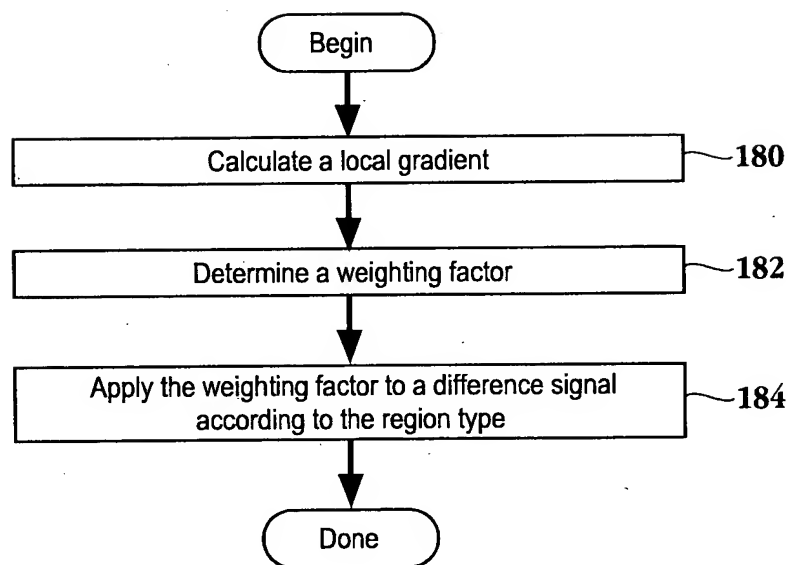 Begin
Calculate a local gradient
180
Determine a weighting factor
182
Apply the weighting factor to a difference signal
according to the region type
184
Done